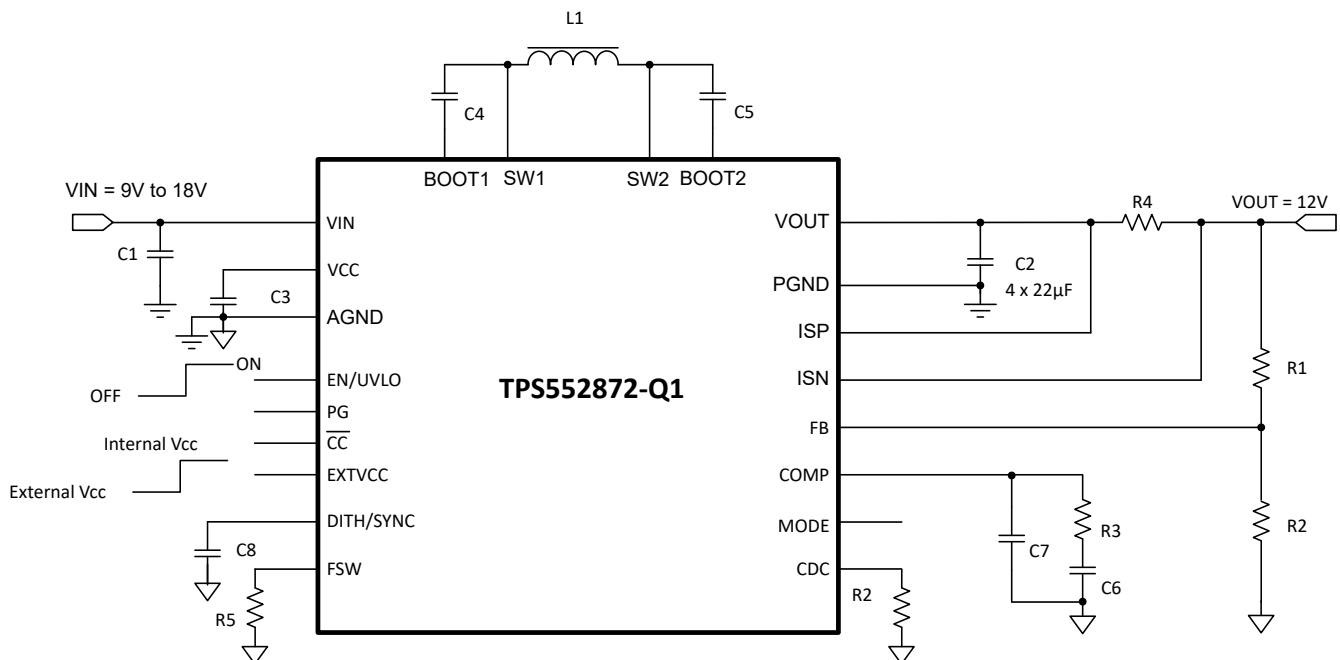 L1
C4
C5
BOOT1
SW1
SW2
BOOT2
VIN = 9V to 18V
VIN
C1
VCC
C3
AGND
ON
OFF
EN/UVLO
PG
Internal Vcc
CC
EXTVCC
External Vcc
DITH/SYNC
C8
FSW
R5
TPS552872-Q1
VOUT
R4
VOUT = 12V
C2
4 x 22µF
PGND
ISP
ISN
R1
FB
COMP
R3
R2
MODE
C7
C6
CDC
R2